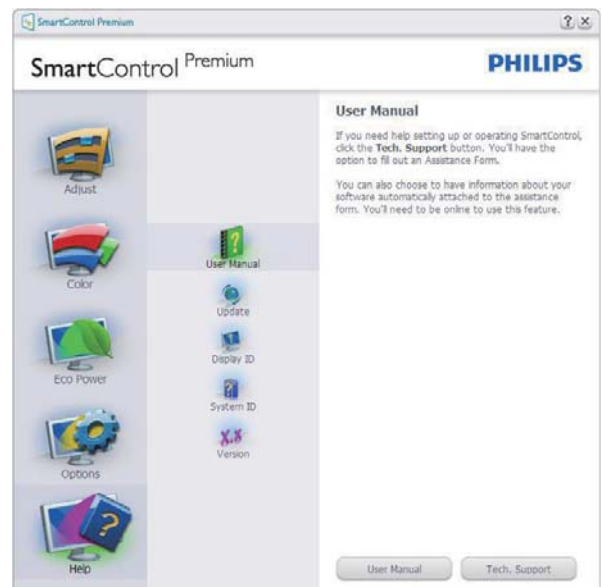 SmartControl Premium
SmartControl Premium
PHILIPS
Adjust
Color
Eco Power
Options
Help
User Manual
Update
Display ID
System ID
X.X
Version
User Manual
If you need help setting up or operating SmartControl,
click the Tech. Support button. You'll have the
option to fill out an Assistance Form.
You can also choose to have information about your
software automatically attached to the assistance
form. You'll need to be online to use this feature.
User Manual
Tech. Support